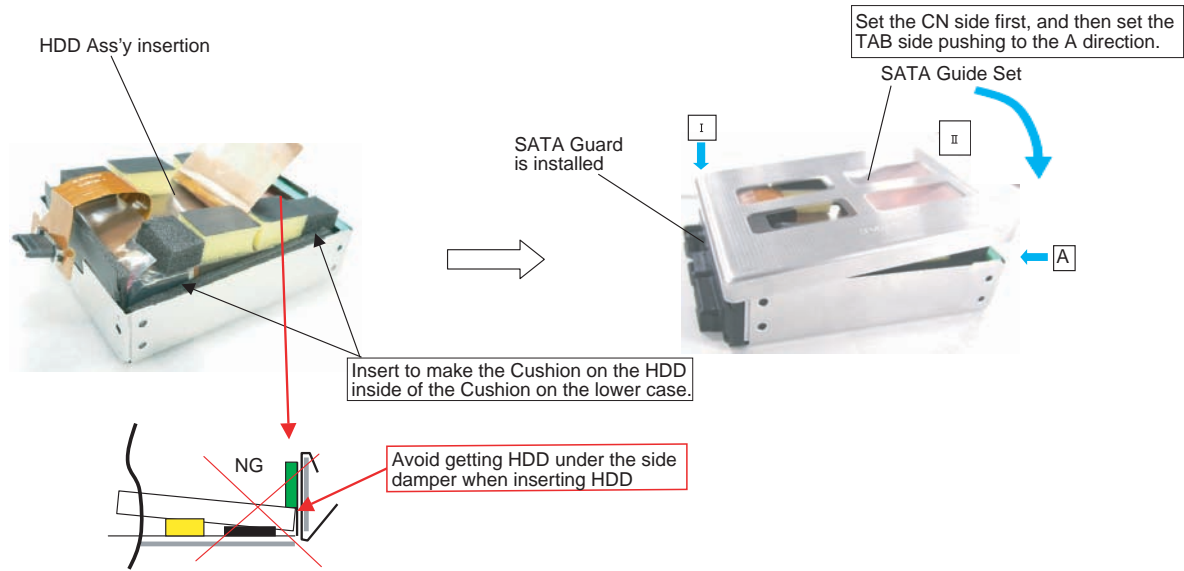 HDD Ass'y insertion
Set the CN side first, and then set the
TAB side pushing to the A direction.
SATA Guide Set
I
II
SATA Guard
is installed
A
Insert to make the Cushion on the HDD
inside of the Cushion on the lower case.
NG
Avoid getting HDD under the side
damper when inserting HDD